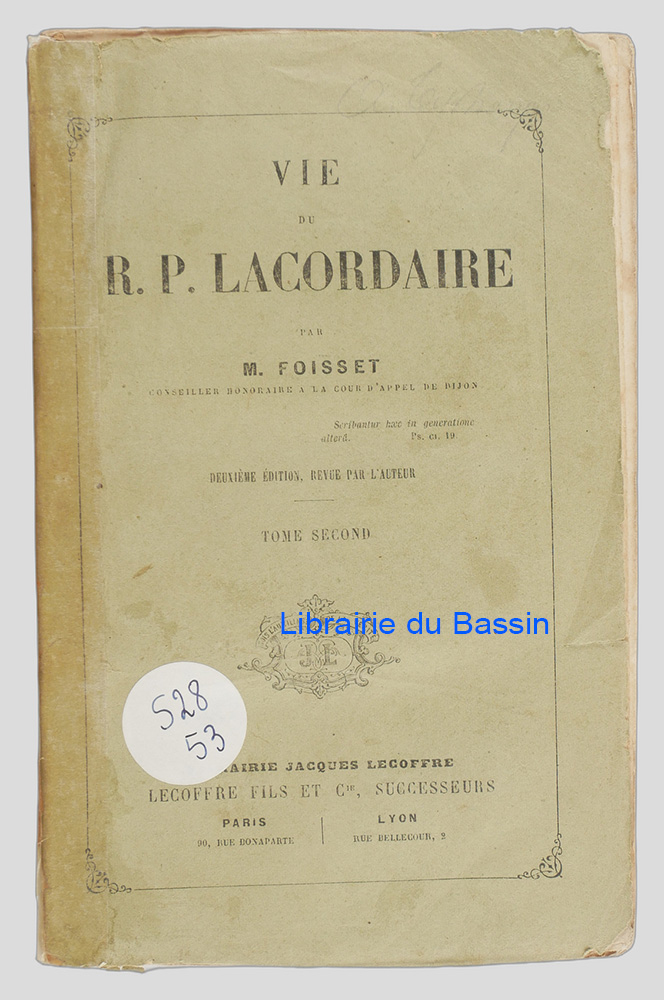 VIE
DU
R. P. LACORDAIRE
PAR
M. FOISSET
CONSEILLER HONORAIRE A LA COUR D'APPEL DE DIJON
Scribantur hæc in generatione
alterâ. Ps. CI. 19.
DEUXIÈME ÉDITION, REVUE PAR L'AUTEUR
TOME SECOND
Librairie du Bassin
JL
528
53
AIRIE JACQUES LECOFFRE
LECOFFRE FILS ET Cie, SUCCESSEURS
PARIS
90, RUE BONAPARTE
LYON
RUE BELLECOUR, 2